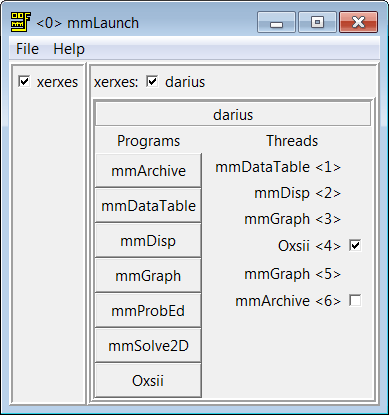 <0> mmLaunch
File Help
xerxes
xerxes: darius
darius
Programs Threads
mmArchive
mmDataTable
mmDisp
mmGraph
mmProbEd
mmSolve2D
Oxsii
mmDataTable <1>
mmDisp <2>
mmGraph <3>
Oxsii <4>
mmGraph <5>
mmArchive <6>